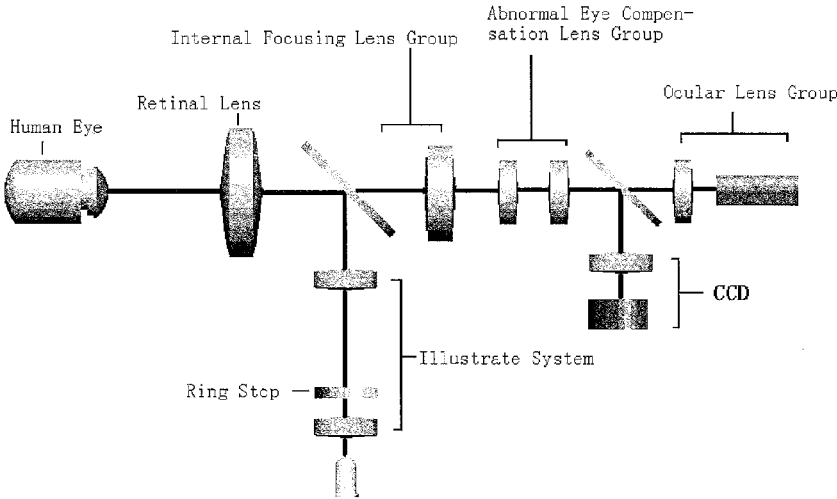 Abnormal Eye Compen-
sation Lens Group
Internal Focusing Lens Group
Ocular Lens Group
Retinal Lens
Human Eye
CCD
Illustrate System
Ring Stop